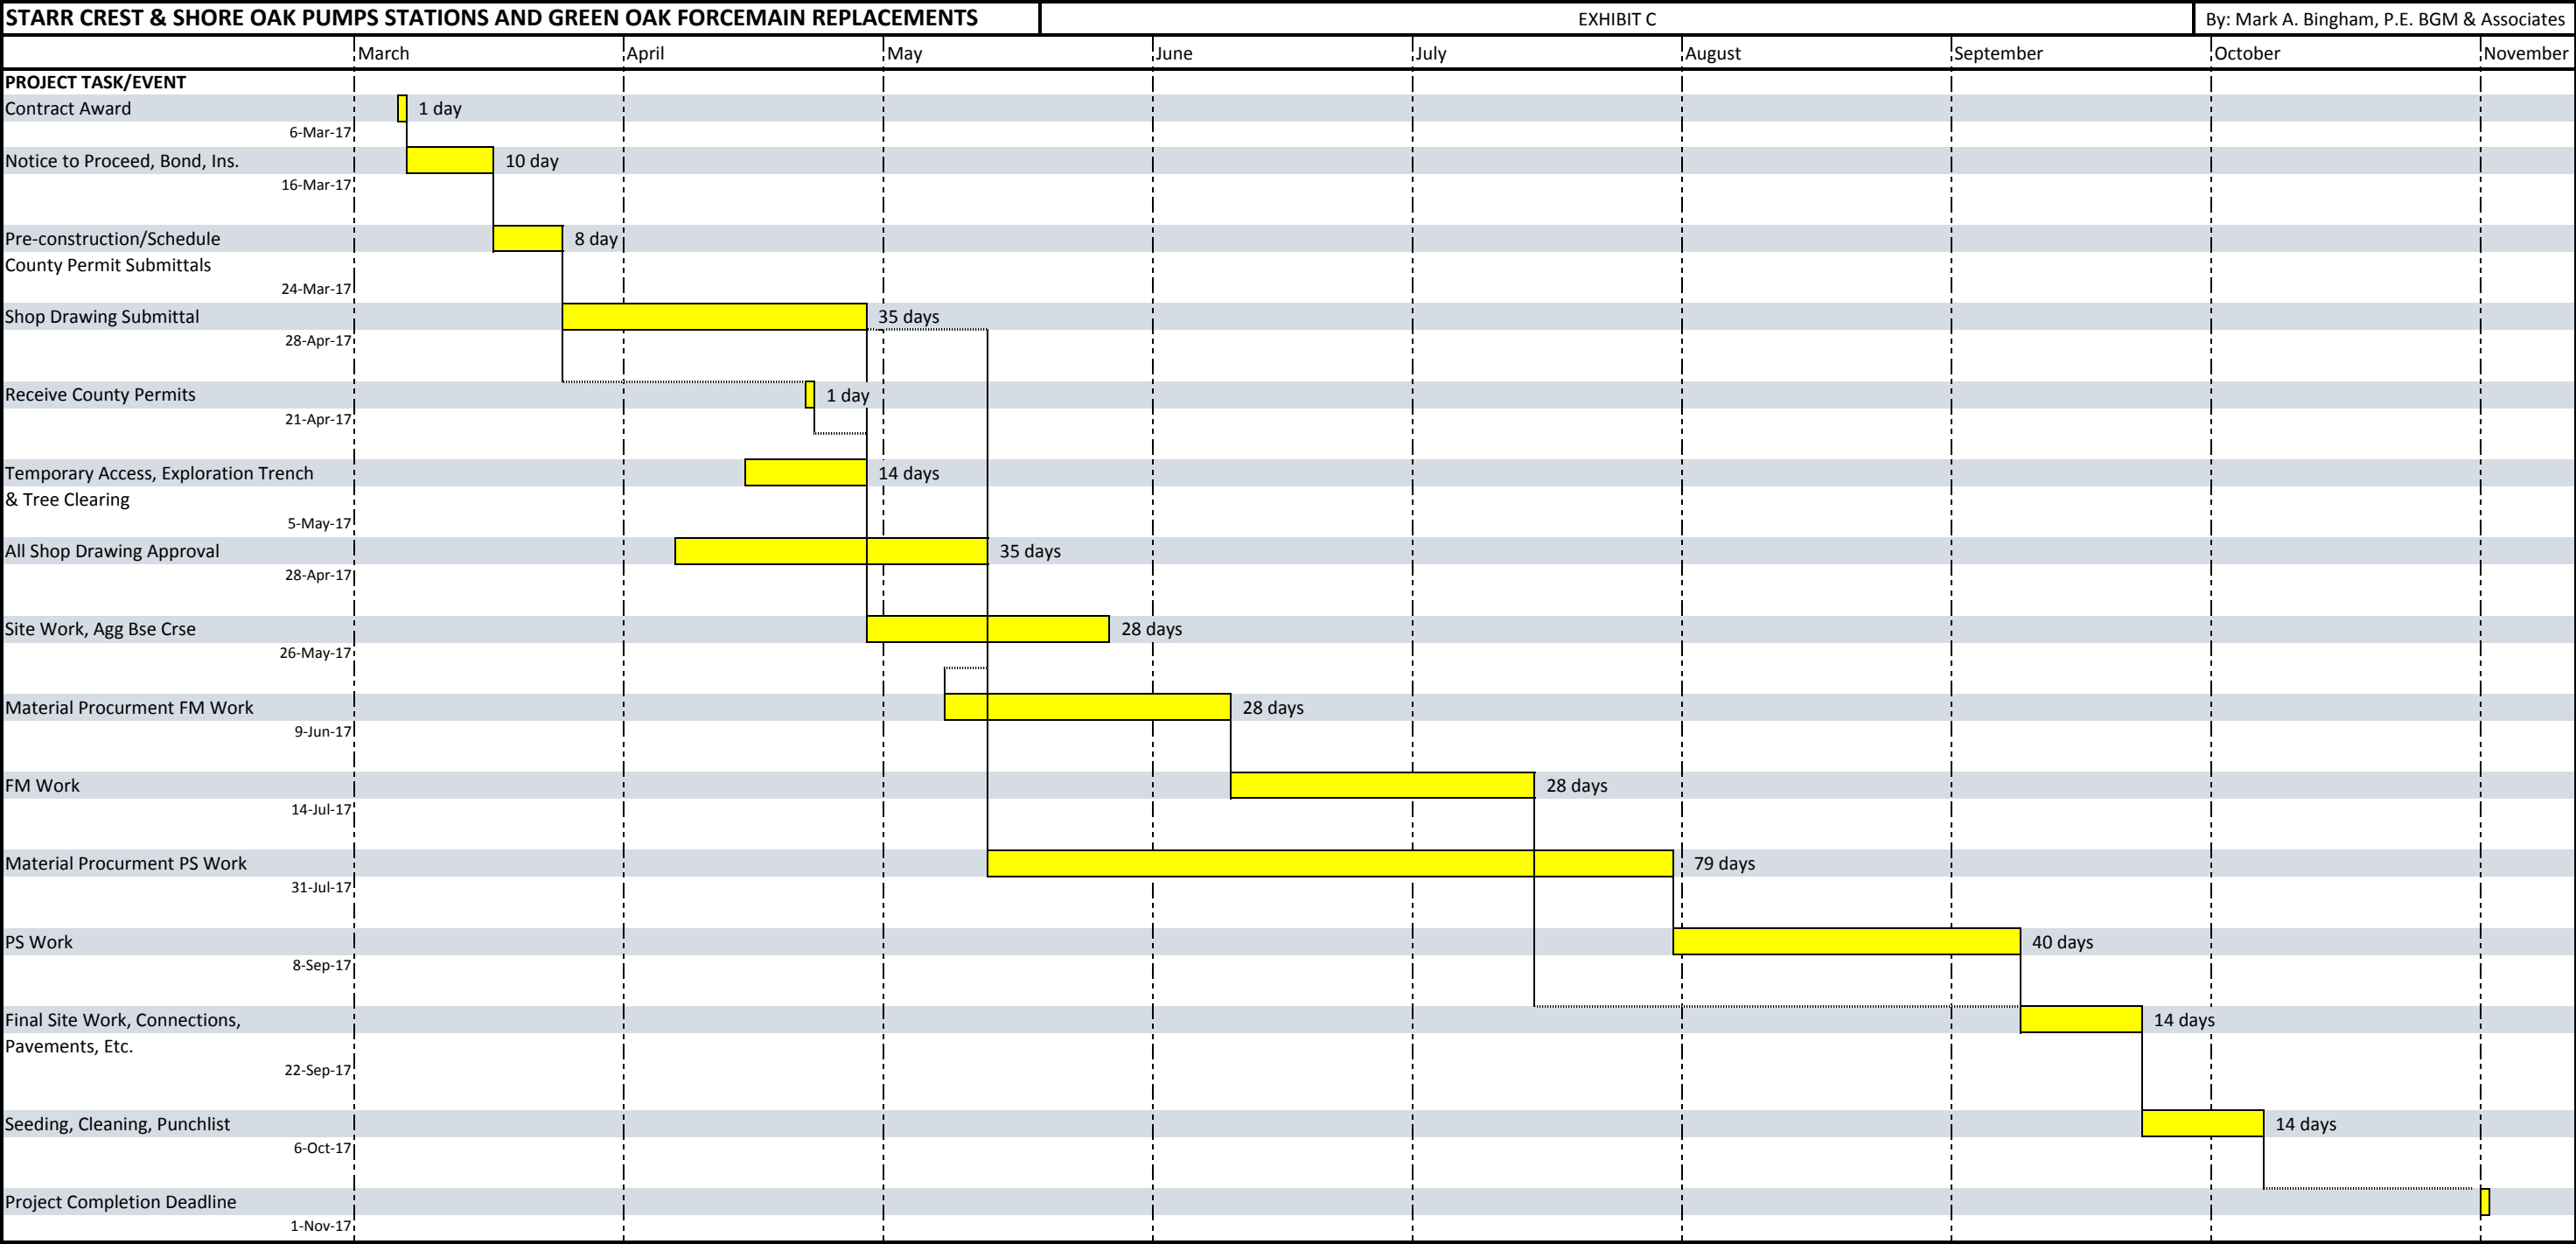 STARR CREST & SHORE OAK PUMPS STATIONS AND GREEN OAK FORCEMAIN REPLACEMENTS
EXHIBIT C
By: Mark A. Bingham, P.E. BGM & Associates
March April May June July August September October November
PROJECT TASK/EVENT
Contract Award 1 day
6-Mar-17
Notice to Proceed, Bond, Ins. 10 day
16-Mar-17
Pre-construction/Schedule 8 day
County Permit Submittals
24-Mar-17
Shop Drawing Submittal 35 days
28-Apr-17
Receive County Permits 1 day
21-Apr-17
Temporary Access, Exploration Trench 14 days
& Tree Clearing
5-May-17
All Shop Drawing Approval 35 days
28-Apr-17
Site Work, Agg Bse Crse 28 days
26-May-17
Material Procurment FM Work 28 days
9-Jun-17
FM Work 28 days
14-Jul-17
Material Procurment PS Work 79 days
31-Jul-17
PS Work 40 days
8-Sep-17
Final Site Work, Connections, 14 days
Pavements, Etc.
22-Sep-17
Seeding, Cleaning, Punchlist 14 days
6-Oct-17
Project Completion Deadline
1-Nov-17